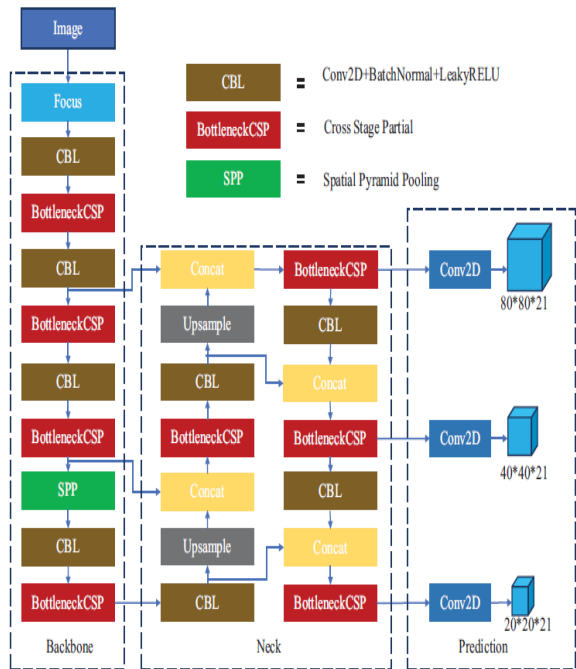 Image
Focus
CBL
BottleneckCSP
CBL
BottleneckCSP
CBL
BottleneckCSP
SPP
CBL
BottleneckCSP
Backbone
CBL
=
Conv2D+BatchNormal+LeakyRELU
BottleneckCSP
=
Cross Stage Partial
SPP
=
Spatial Pyramid Pooling
Concat
Upsample
CBL
BottleneckCSP
Concat
Upsample
CBL
BottleneckCSP
CBL
Concat
BottleneckCSP
CBL
Concat
BottleneckCSP
Neck
Conv2D
80*80*21
Conv2D
40*40*21
Conv2D
20*20*21
Prediction